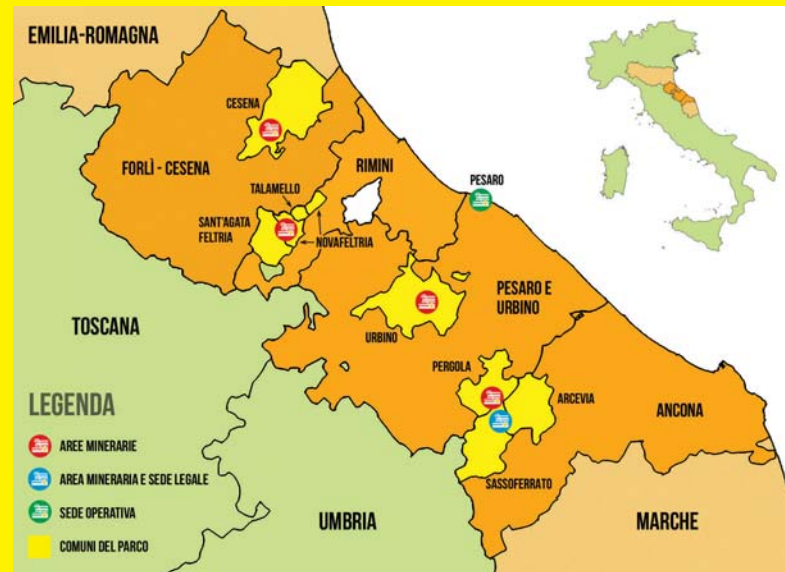 EMILIA-ROMAGNA
CESENA
FORLÌ - CESENA
RIMINI
TALAMELLO
PESARO
SANT'AGATA
FELTRIA
NOVAFELTRIA
PESARO E
URBINO
TOSCANA
URBINO
PERGOLA
ARCEVIA
ANCONA
LEGENDA
AREE MINERARIE
AREA MINERARIA E SEDE LEGALE
SEDE OPERATIVA
COMUNI DEL PARCO
SASSOFERRATO
UMBRIA
MARCHE